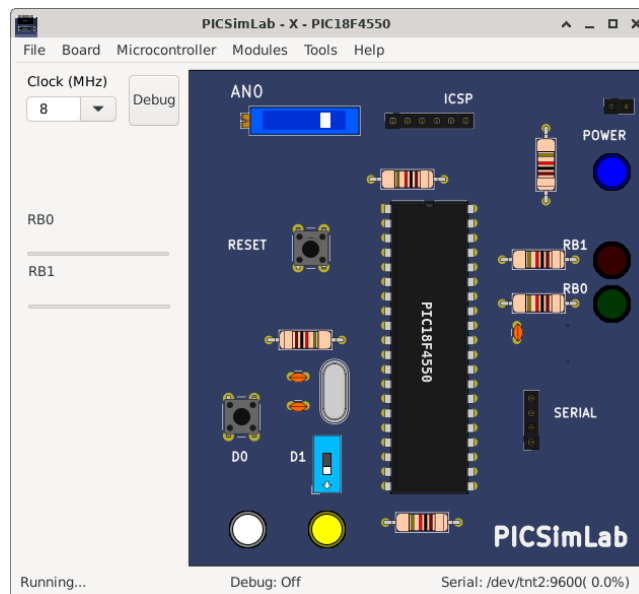 PICSimLab - X - PIC18F4550
File Board Microcontroller Modules Tools Help
Clock (MHz)
8
Debug
RB0
RB1
AN0
ICSP
POWER
RESET
RB1
RB0
PIC18F4550
SERIAL
D0
D1
PICSimLab
Running...
Debug: Off
Serial: /dev/tnt2:9600( 0.0%)